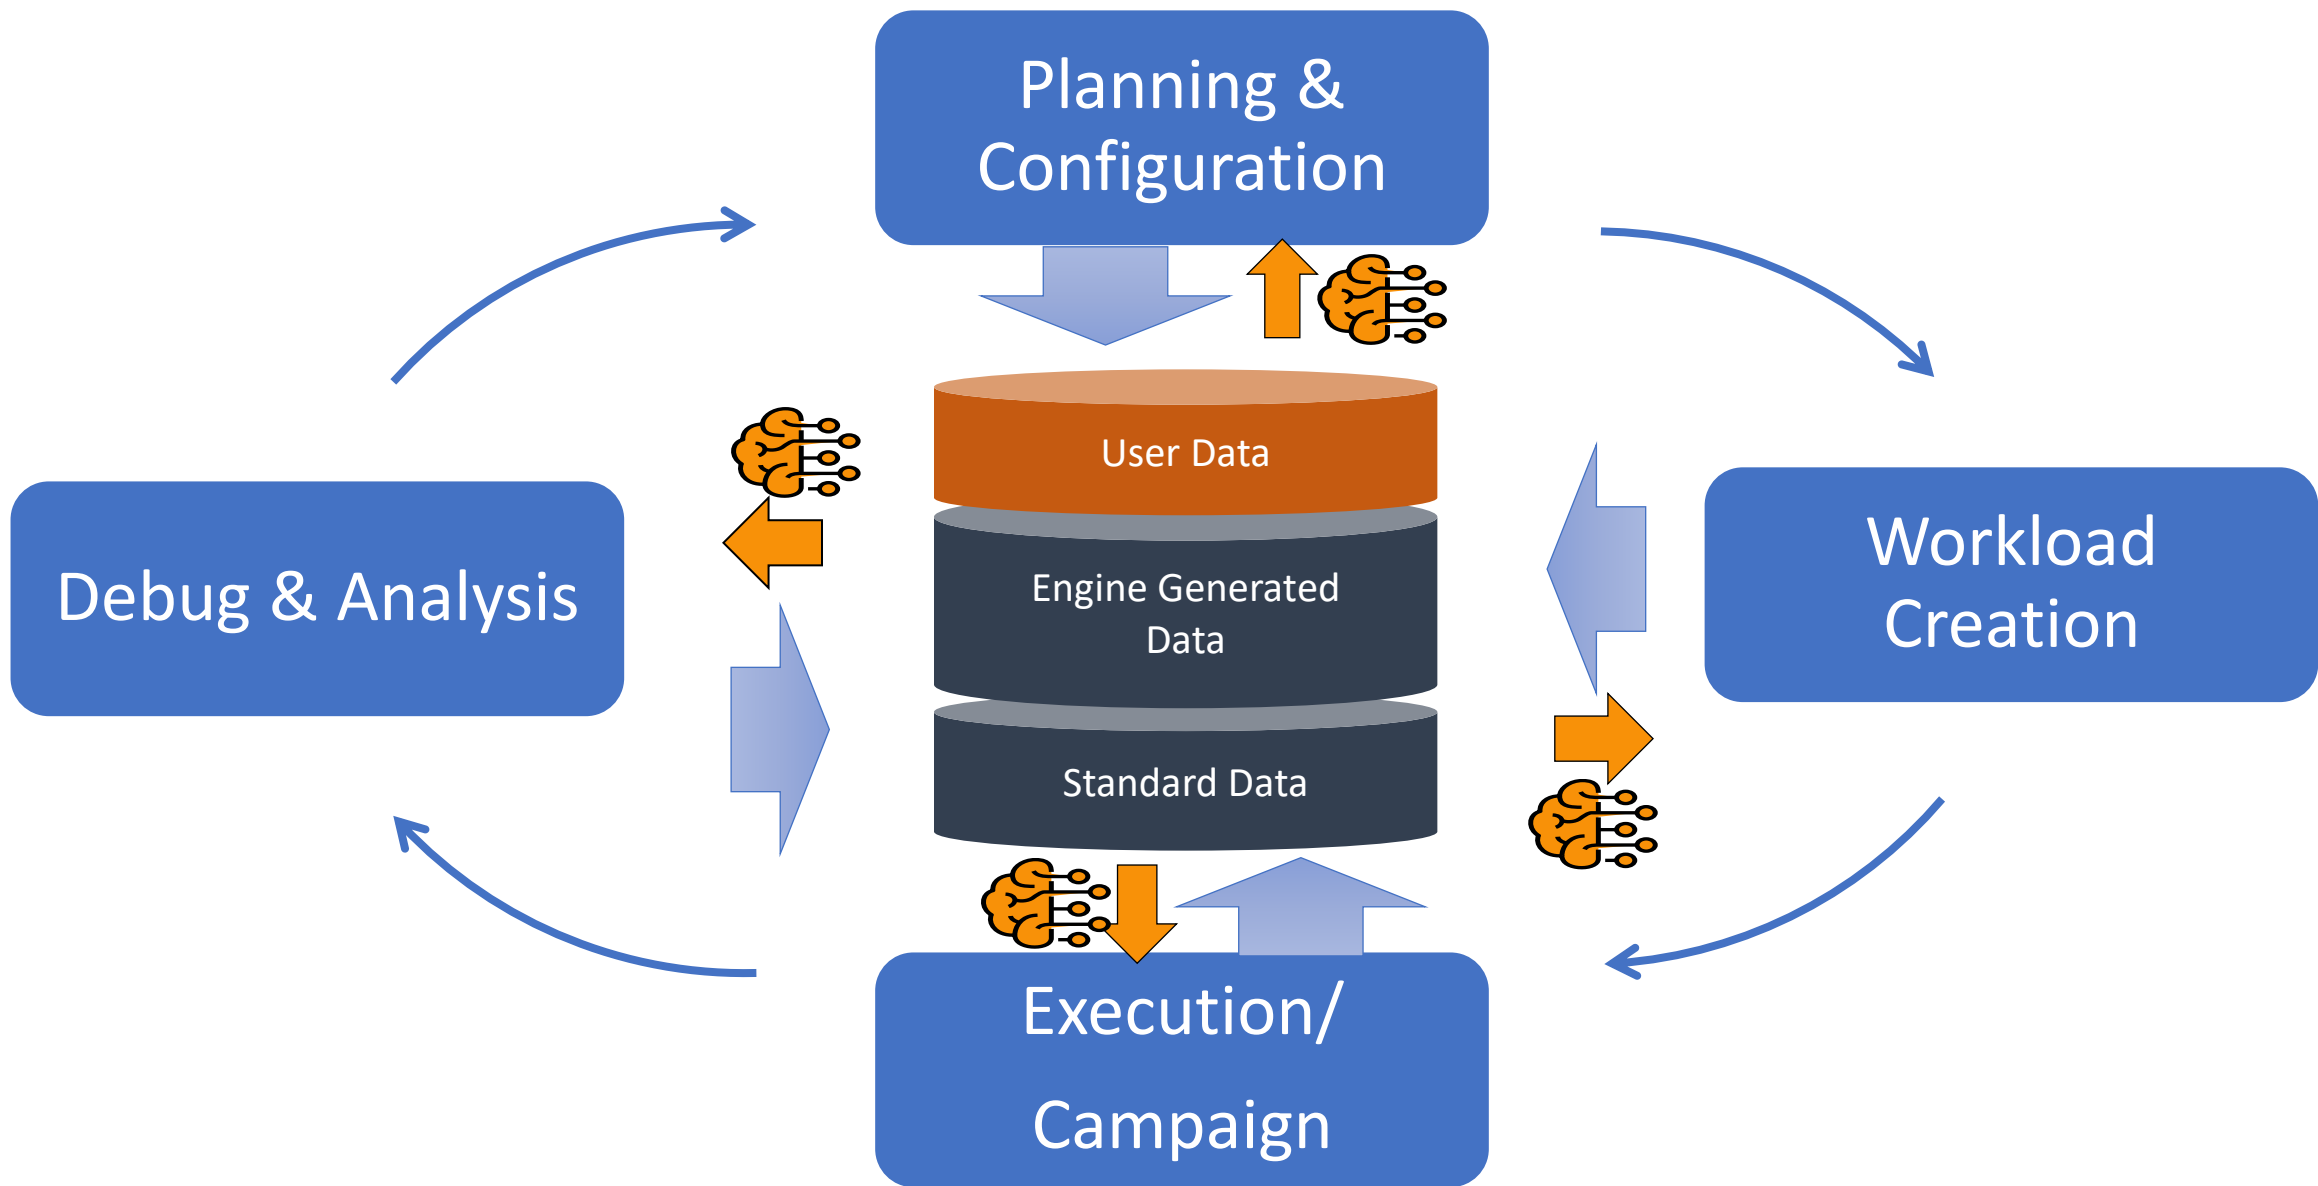 Planning &
Configuration
User Data
Debug & Analysis
Engine Generated
Data
Workload
Creation
Standard Data
Execution/
Campaign